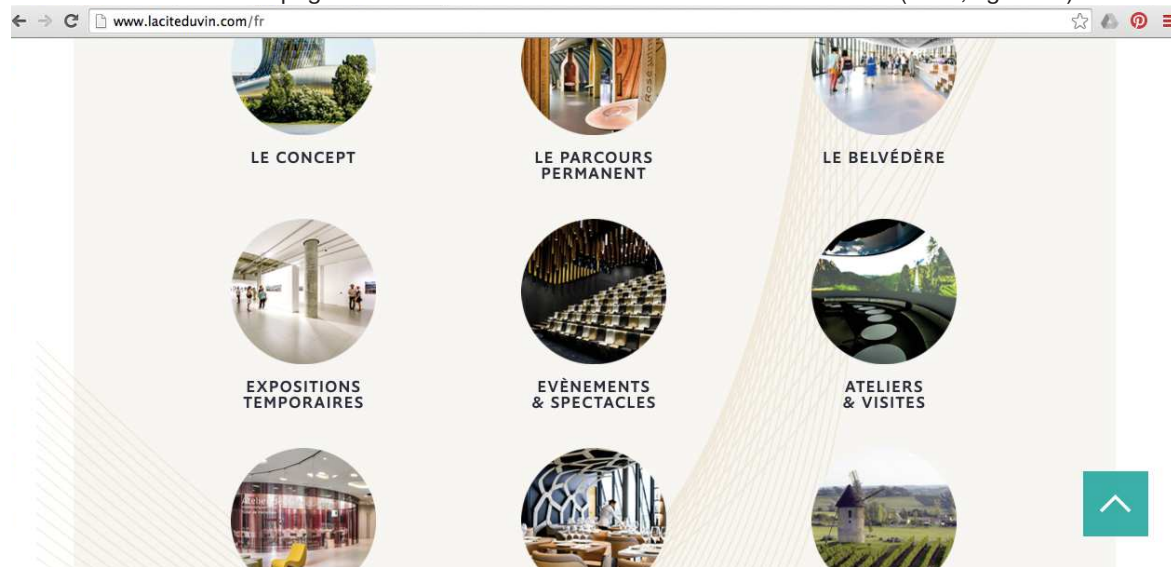 www.laciteduvin.com/fr
LE CONCEPT
LE PARCOURS
PERMANENT
LE BELVÉDÈRE
EXPOSITIONS
TEMPORAIRES
EVÈNEMENTS
& SPECTACLES
ATELIERS
& VISITES